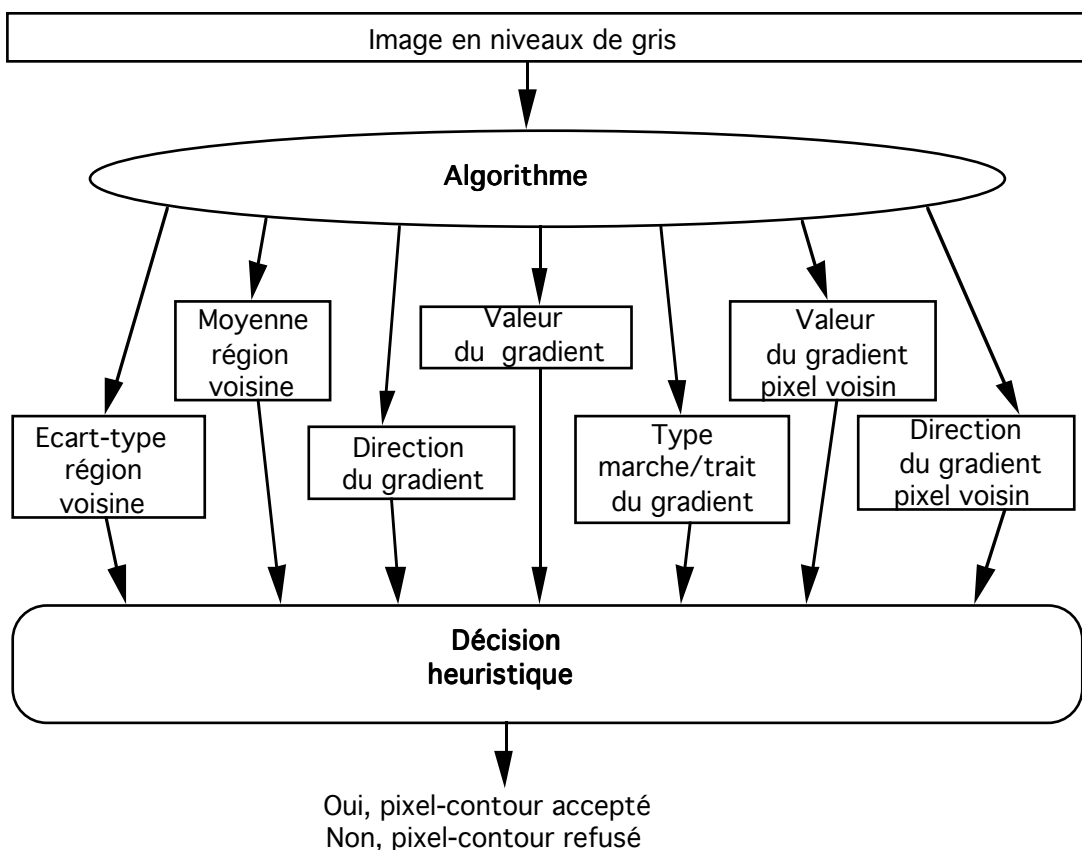 Image en niveaux de gris
Algorithme
Moyenne
région
voisine
Valeur
du gradient
Valeur
du gradient
pixel voisin
Ecart-type
région
voisine
Direction
du gradient
Type
marche/trait
du gradient
Direction
du gradient
pixel voisin
Décision
heuristique
Oui, pixel-contour accepté
Non, pixel-contour refusé